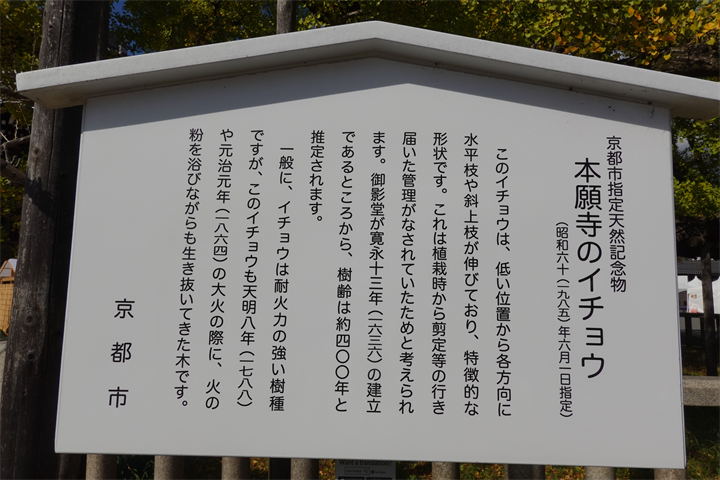 京都市指定天然記念物
本願寺のイチョウ
（昭和六十（一九八五）年六月一日指定）
このイチョウは、低い位置から各方向に
水平枝や斜上枝が伸びており、特徴的な
形状です。これは植栽時から剪定等の行き
届いた管理がなされていたためと考えられ
ます。御影堂が寛永十三年（一六三六）の建立
であるところから、樹齢は約四〇〇年と
推定されます。
一般に、イチョウは耐火力の強い樹種
ですが、このイチョウも天明八年（一七八八）
や元治元年（一八六四）の大火の際に、火の
粉を浴びながらも生き抜いてきた木です。
京都市